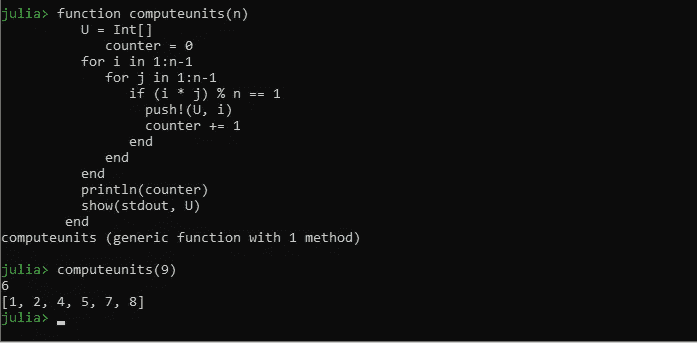 julia> function computeunits(n)
          U = Int[]
             counter = 0
          for i in 1:n-1
             for j in 1:n-1
                if (i * j) % n == 1
                  push!(U, i)
                  counter += 1
                end
             end
          end
          println(counter)
          show(stdout, U)
        end
computeunits (generic function with 1 method)

julia> computeunits(9)
6
[1, 2, 4, 5, 7, 8]
julia>